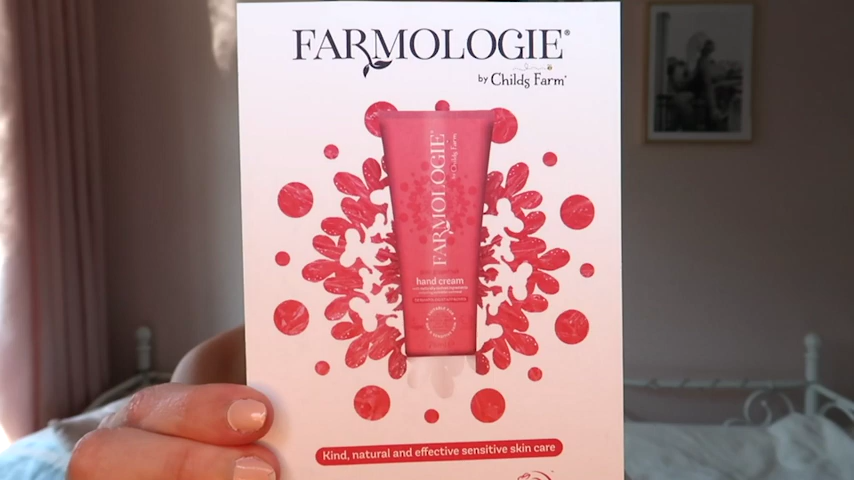 FARMOLOGIE®
by Childs Farm
FARMOLOGIE
by Childs Farm
hand cream
Kind, natural and effective sensitive skin care